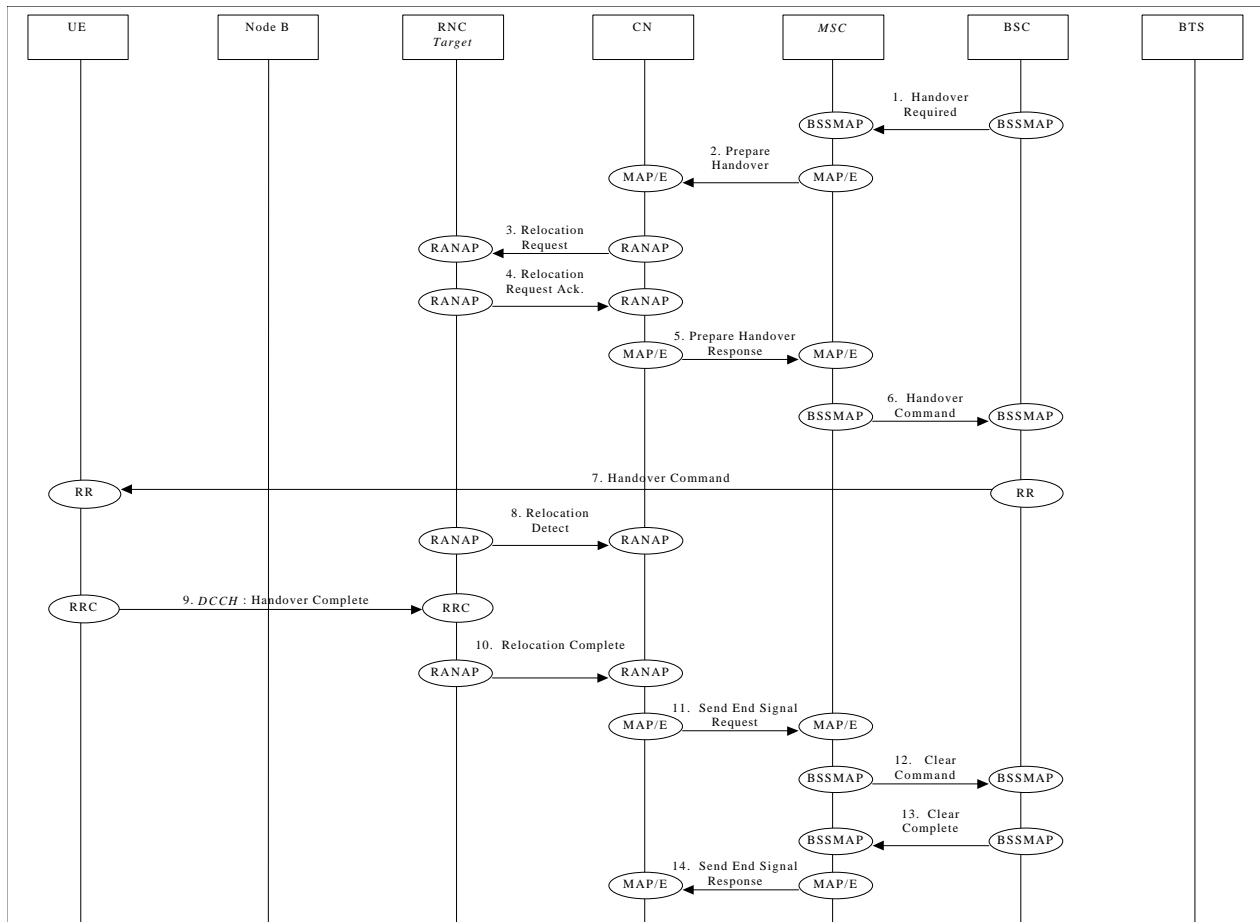 UE
Node B
RNC
Target
CN
MSC
BSC
BTS
1. Handover
Required
BSSMAP
BSSMAP
2. Prepare
Handover
MAP/E
MAP/E
3. Relocation
Request
RANAP
RANAP
4. Relocation
Request Ack.
RANAP
RANAP
5. Prepare Handover
Response
MAP/E
MAP/E
6. Handover
Command
BSSMAP
BSSMAP
7. Handover Command
RR
RR
8. Relocation
Detect
RANAP
RANAP
9. DCCH : Handover Complete
RRC
RRC
10. Relocation Complete
RANAP
RANAP
11. Send End Signal
Request
MAP/E
MAP/E
12. Clear
Command
BSSMAP
BSSMAP
13. Clear
Complete
BSSMAP
BSSMAP
14. Send End Signal
Response
MAP/E
MAP/E